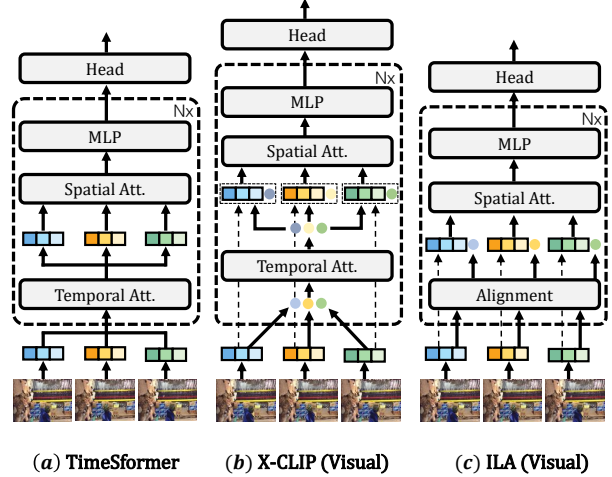 Head
Nx
MLP
Spatial Att.
Temporal Att.
(a) TimeSformer
Head
Nx
MLP
Spatial Att.
Temporal Att.
(b) X-CLIP (Visual)
Head
Nx
MLP
Spatial Att.
Alignment
(c) ILA (Visual)